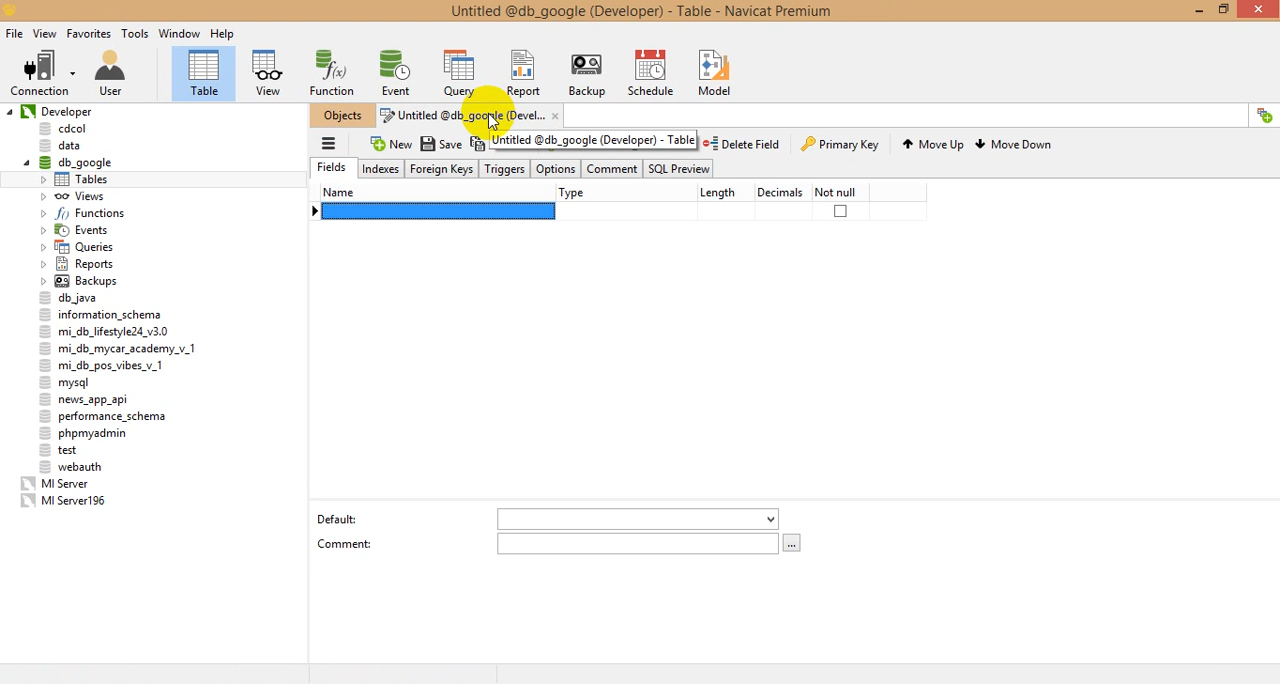 Untitled @db_google (Developer) - Table - Navicat Premium
File View Favorites Tools Window Help
Connection User Table View Function Event Query Report Backup Schedule Model
Developer
cdcol
data
db_google
Tables
Views
Functions
Events
Queries
Reports
Backups
db_java
information_schema
mi_db_lifestyle24_v3.0
mi_db_mycar_academy_v_1
mi_db_pos_vibes_v_1
mysql
news_app_api
performance_schema
phpmyadmin
test
webauth
MI Server
MI Server196
Objects Untitled @db_google (Devel...
Untitled @db_google (Developer) - Table
New Save Delete Field Primary Key Move Up Move Down
Fields Indexes Foreign Keys Triggers Options Comment SQL Preview
Name Type Length Decimals Not null
Default:
Comment:
...